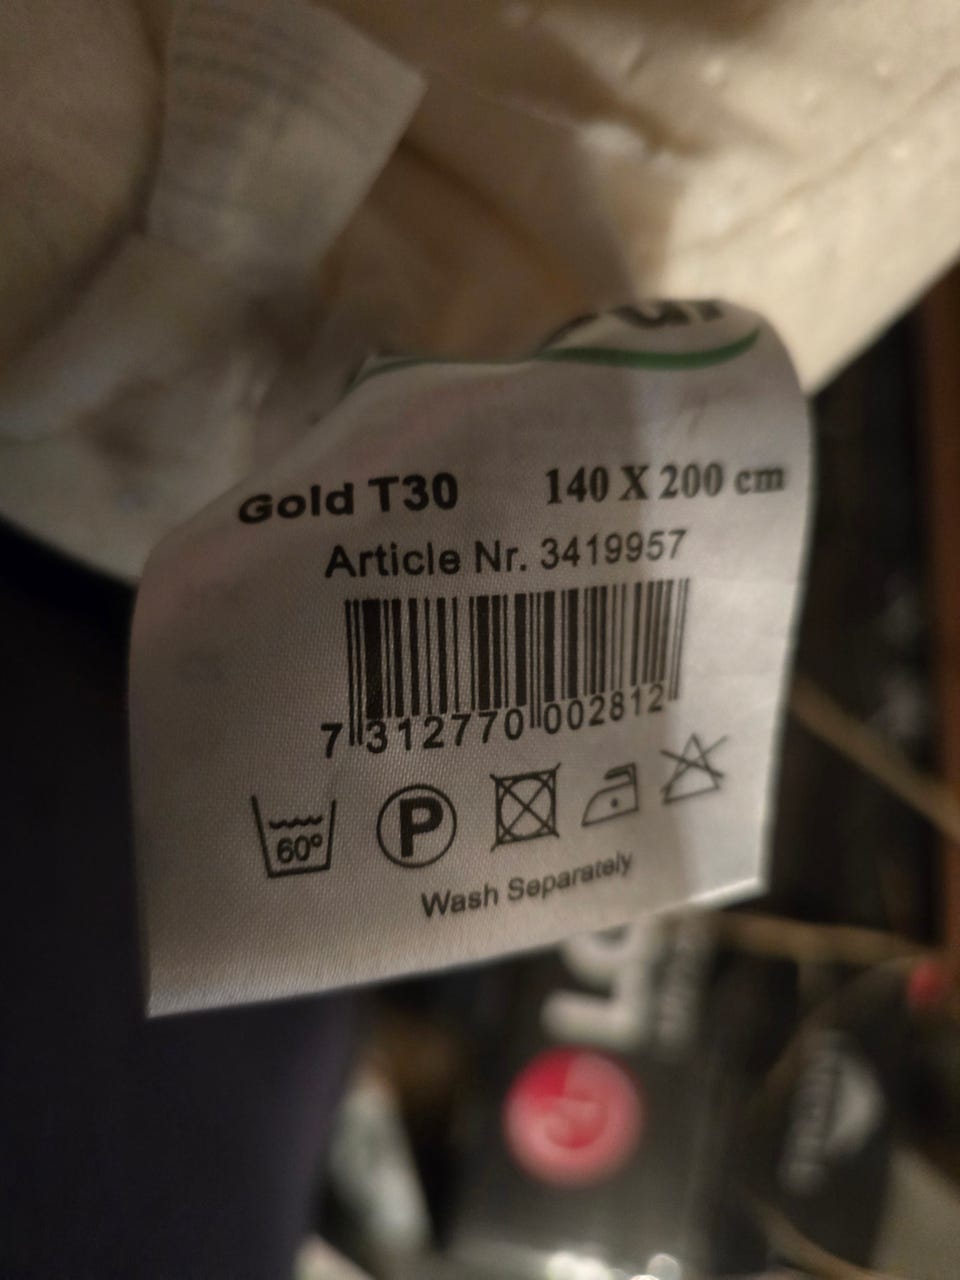 Gold T30 140 X 200 cm
Article Nr. 3419957
7 312770 002812
60°
P
Wash Separately